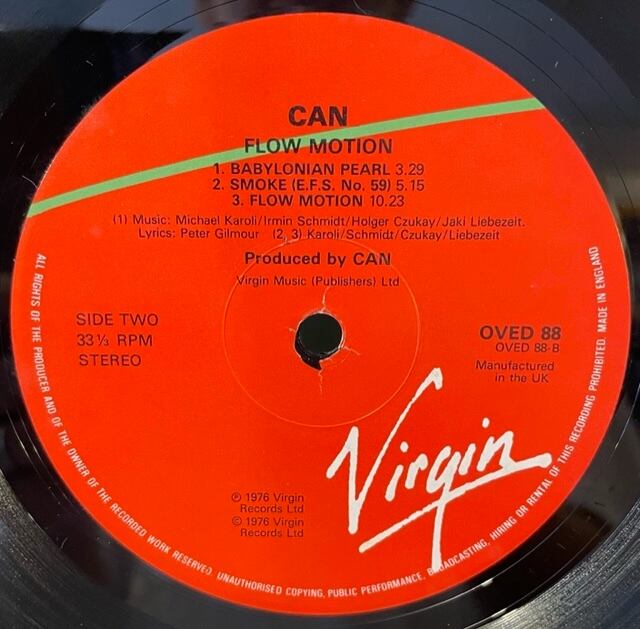 CAN
FLOW MOTION
1. BABYLONIAN PEARL 3.29
2. SMOKE (E.F.S. No. 59) 5.15
3. FLOW MOTION 10.23
(1) Music: Michael Karoli/Irmin Schmidt/Holger Czukay/Jaki Liebezeit.
Lyrics: Peter Gilmour (2, 3) Karoli/Schmidt/Czukay/Liebezeit
Produced by CAN
Virgin Music (Publishers) Ltd
SIDE TWO
33⅓ RPM
STEREO
OVED 88
OVED 88-B
Manufactured
in the UK
Virgin
℗ 1976 Virgin
Records Ltd
© 1976 Virgin
Records Ltd
ALL RIGHTS OF THE PRODUCER AND OF THE OWNER OF THE RECORDED WORK RESERVED. UNAUTHORISED COPYING, PUBLIC PERFORMANCE, BROADCASTING, HIRING OR RENTAL OF THIS RECORDING PROHIBITED. MADE IN ENGLAND